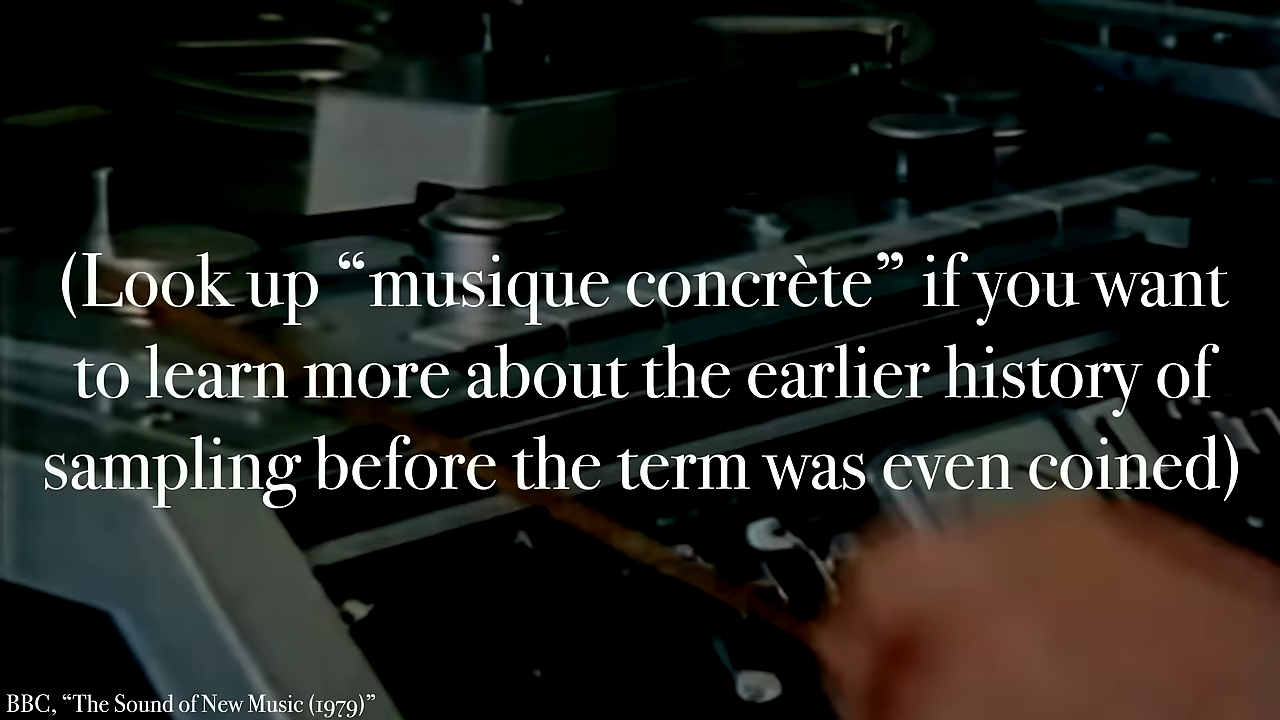 (Look up “musique concrète” if you want
to learn more about the earlier history of
sampling before the term was even coined)
BBC, “The Sound of New Music (1979)”